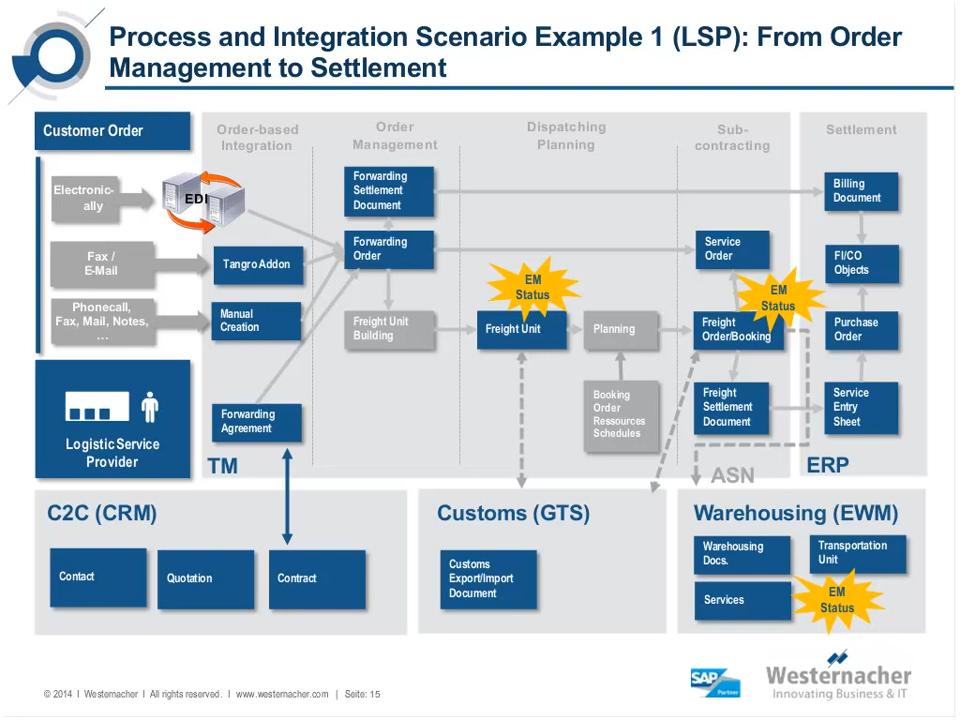 Process and Integration Scenario Example 1 (LSP): From Order
Management to Settlement
Customer Order
Order-based
Integration
Order
Management
Dispatching
Planning
Sub-
contracting
Settlement
Electronic-
ally
EDI
Forwarding
Settlement
Document
Billing
Document
Fax /
E-Mail
Tangro Addon
Forwarding
Order
Service
Order
FI/CO
Objects
EM
Status
EM
Status
Phonecall,
Fax, Mail, Notes,
...
Manual
Creation
Freight Unit
Building
Freight Unit
Planning
Freight
Order/Booking
Purchase
Order
Booking
Order
Ressources
Schedules
Freight
Settlement
Document
Service
Entry
Sheet
Forwarding
Agreement
Logistic Service
Provider
TM
ASN
ERP
C2C (CRM)
Contact
Quotation
Contract
Customs (GTS)
Customs
Export/Import
Document
Warehousing (EWM)
Warehousing
Docs.
Transportation
Unit
Services
EM
Status
© 2014 I Westernacher I All rights reserved. I www.westernacher.com | Seite: 15
SAP
Partner
Westernacher
Innovating Business & IT